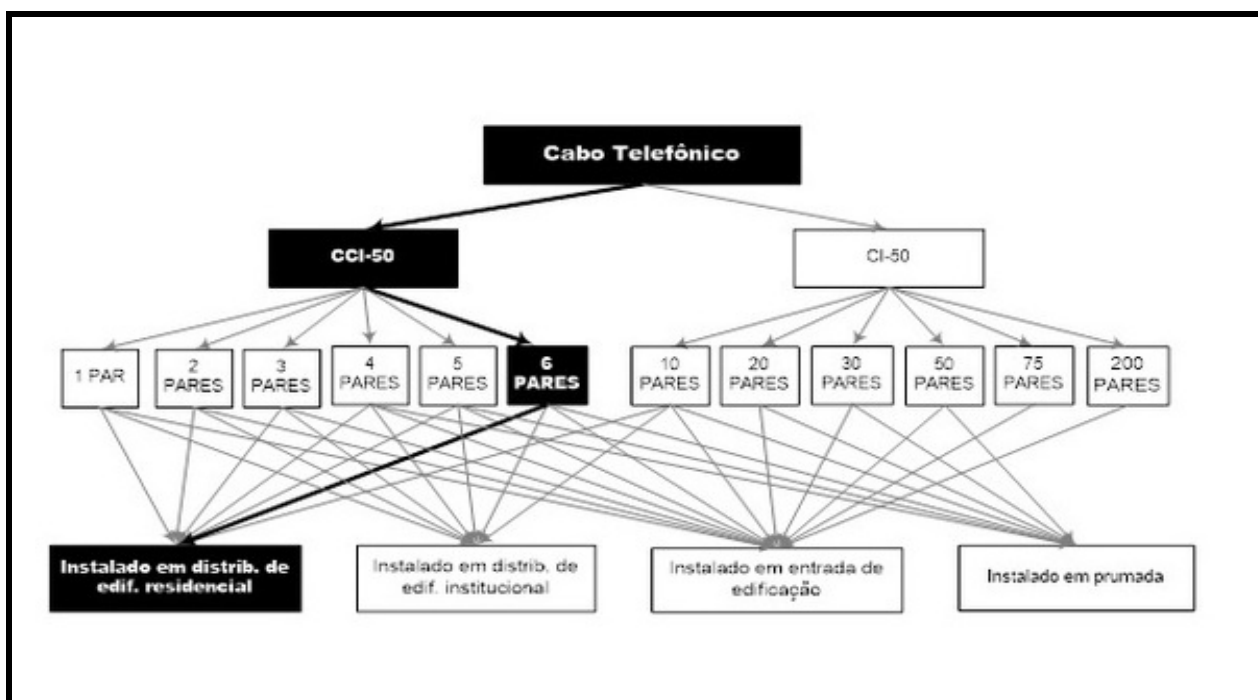 Cabo Telefônico
CCI-50
CI-50
1 PAR
2
PARES
3
PARES
4
PARES
5
PARES
6
PARES
10
PARES
20
PARES
30
PARES
50
PARES
75
PARES
200
PARES
Instalado em distrib. de
edif. residencial
Instalado em distrib. de
edif. institucional
Instalado em entrada de
edificação
Instalado em prumada